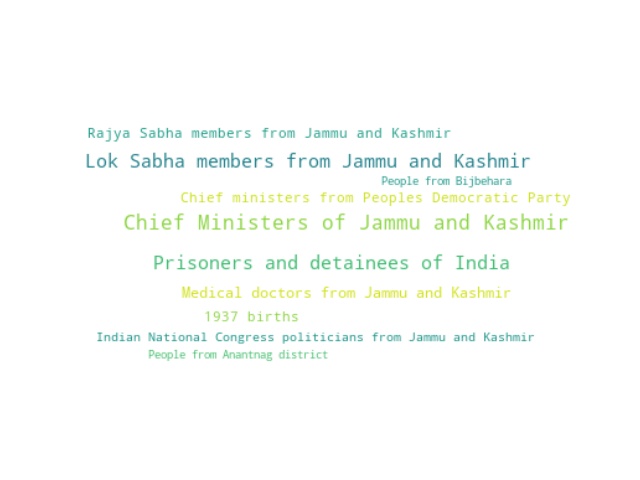 Rajya Sabha members from Jammu and Kashmir
Lok Sabha members from Jammu and Kashmir
People from Bijbehara
Chief ministers from Peoples Democratic Party
Chief Ministers of Jammu and Kashmir
Prisoners and detainees of India
Medical doctors from Jammu and Kashmir
1937 births
Indian National Congress politicians from Jammu and Kashmir
People from Anantnag district